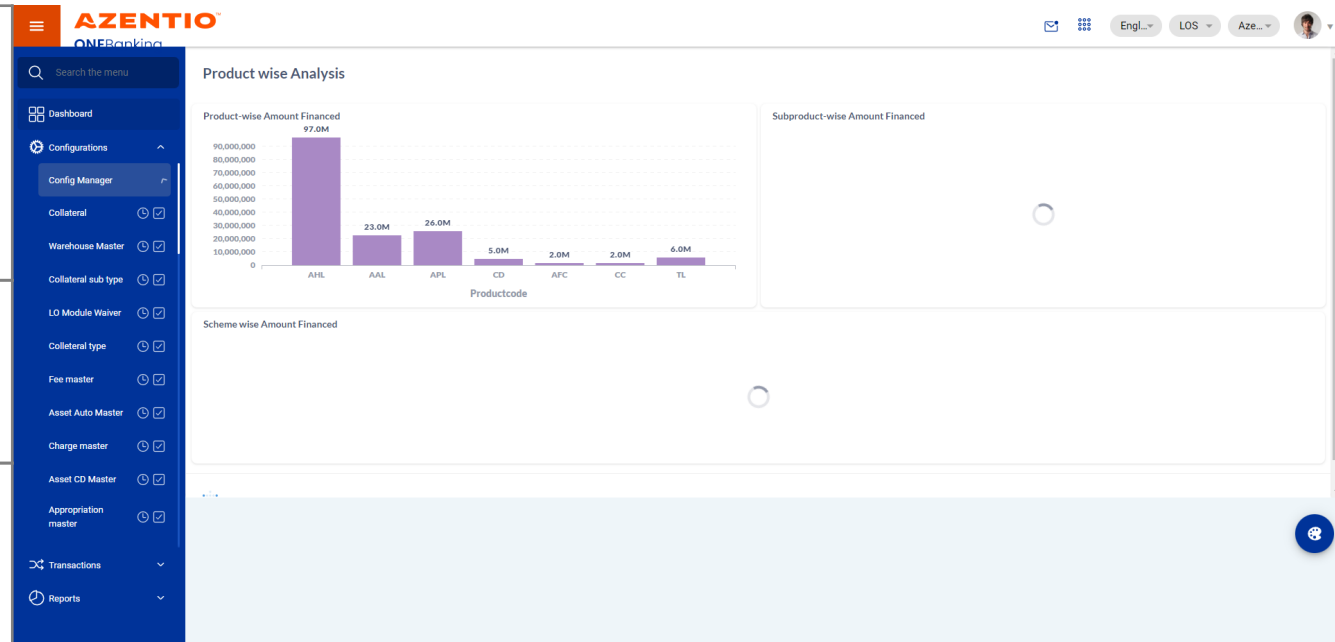 AZENTIO
ONEBanking
Engl...
LOS
Aze...
Search the menu
Dashboard
Configurations
Config Manager
Collateral
Warehouse Master
Collateral sub type
LO Module Waiver
Colleteral type
Fee master
Asset Auto Master
Charge master
Asset CD Master
Appropriation
master
Transactions
Reports
Product wise Analysis
Product-wise Amount Financed
97.0M
90,000,000
80,000,000
70,000,000
60,000,000
50,000,000
40,000,000
30,000,000
20,000,000
10,000,000
0
23.0M
26.0M
5.0M
2.0M
2.0M
6.0M
AHL
AAL
APL
CD
AFC
CC
TL
Productcode
Subproduct-wise Amount Financed
Scheme wise Amount Financed